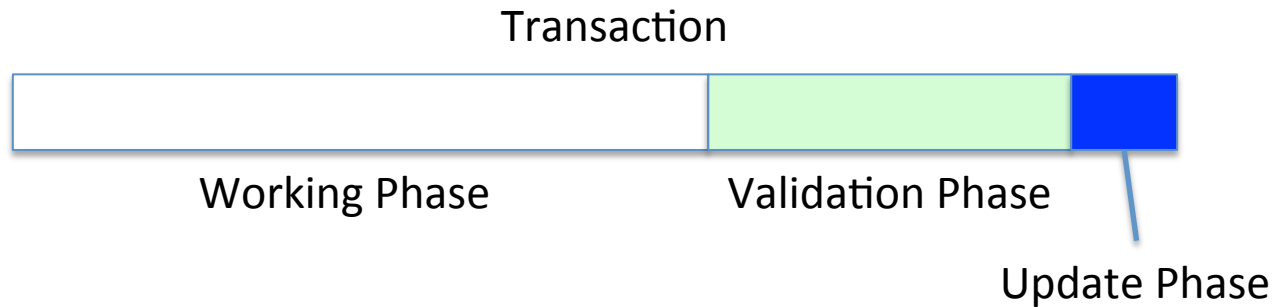 Transaction
Working Phase
Validation Phase
Update Phase